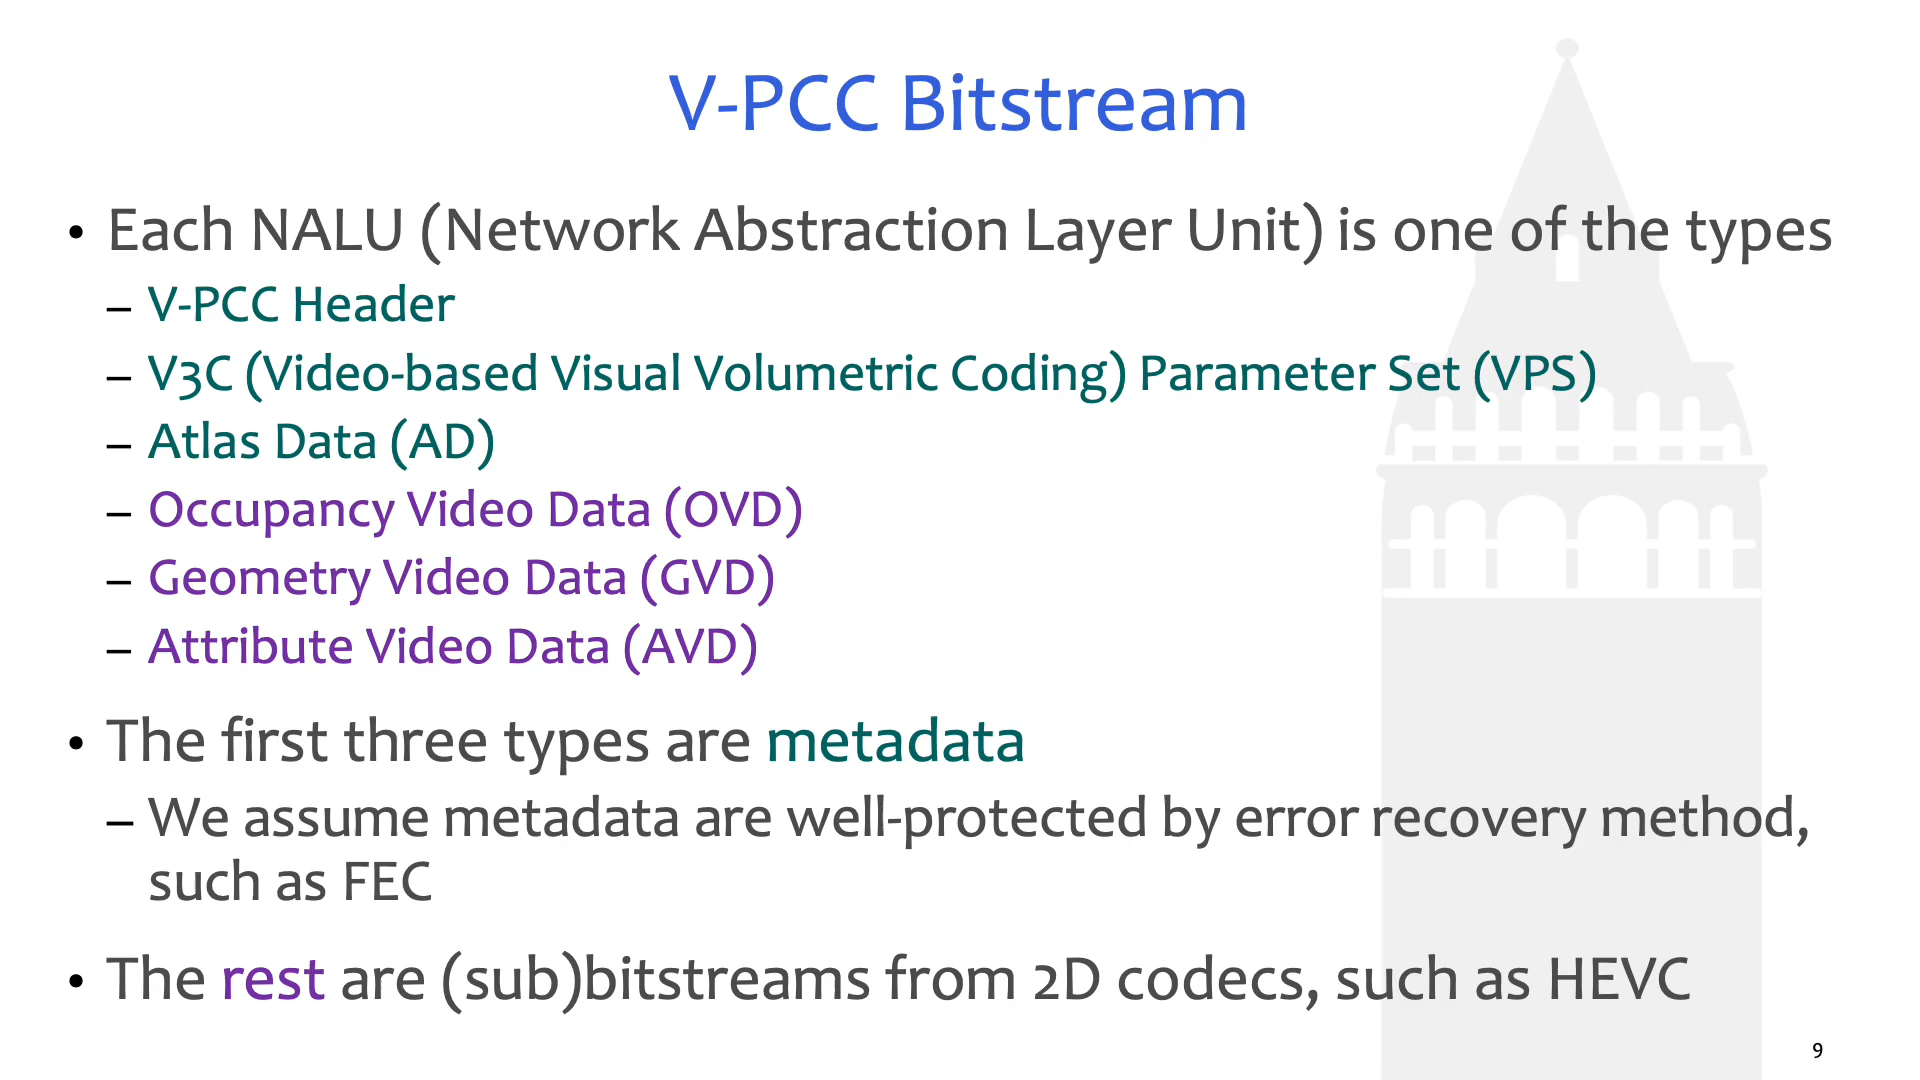 V-PCC Bitstream
• Each NALU (Network Abstraction Layer Unit) is one of the types
– V-PCC Header
– V3C (Video-based Visual Volumetric Coding) Parameter Set (VPS)
– Atlas Data (AD)
– Occupancy Video Data (OVD)
– Geometry Video Data (GVD)
– Attribute Video Data (AVD)
• The first three types are metadata
– We assume metadata are well-protected by error recovery method,
such as FEC
• The rest are (sub)bitstreams from 2D codecs, such as HEVC
9